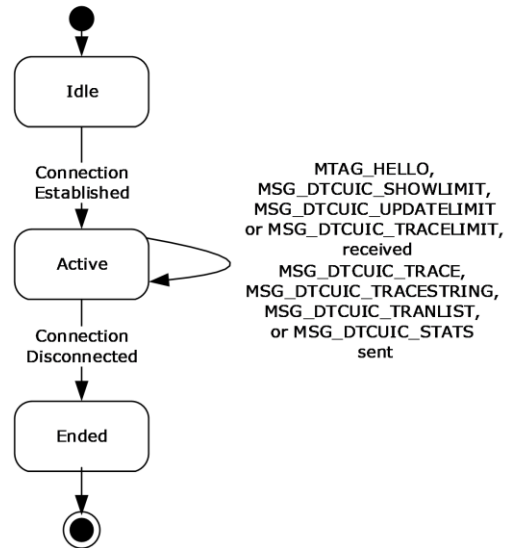 Idle
Connection
Established
MTAG_HELLO,
MSG_DTCUIC_SHOWLIMIT,
MSG_DTCUIC_UPDATELIMIT
or MSG_DTCUIC_TRACELIMIT,
received
MSG_DTCUIC_TRACE,
MSG_DTCUIC_TRACESTRING,
MSG_DTCUIC_TRANLIST,
or MSG_DTCUIC_STATS
sent
Active
Connection
Disconnected
Ended